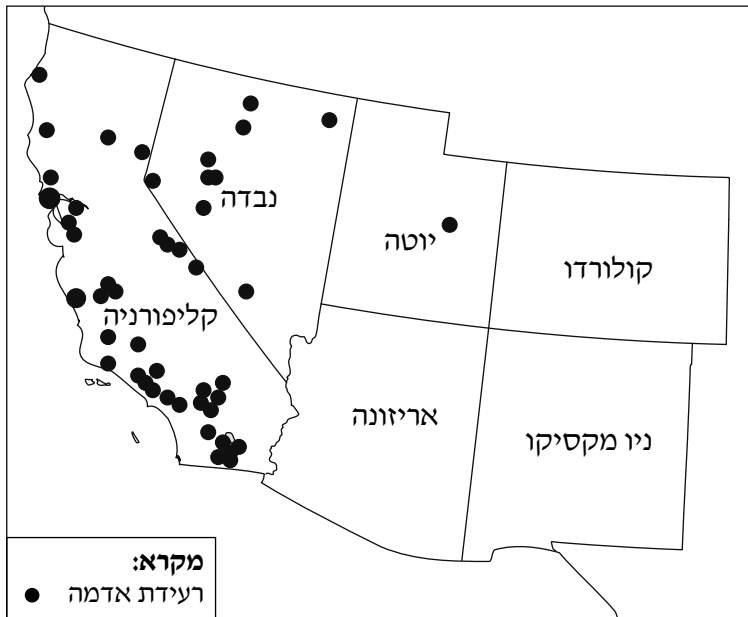 נבדה
יוטה
קולורדו
קליפורניה
אריזונה
ניו מקסיקו
מקרא:
רעידת אדמה